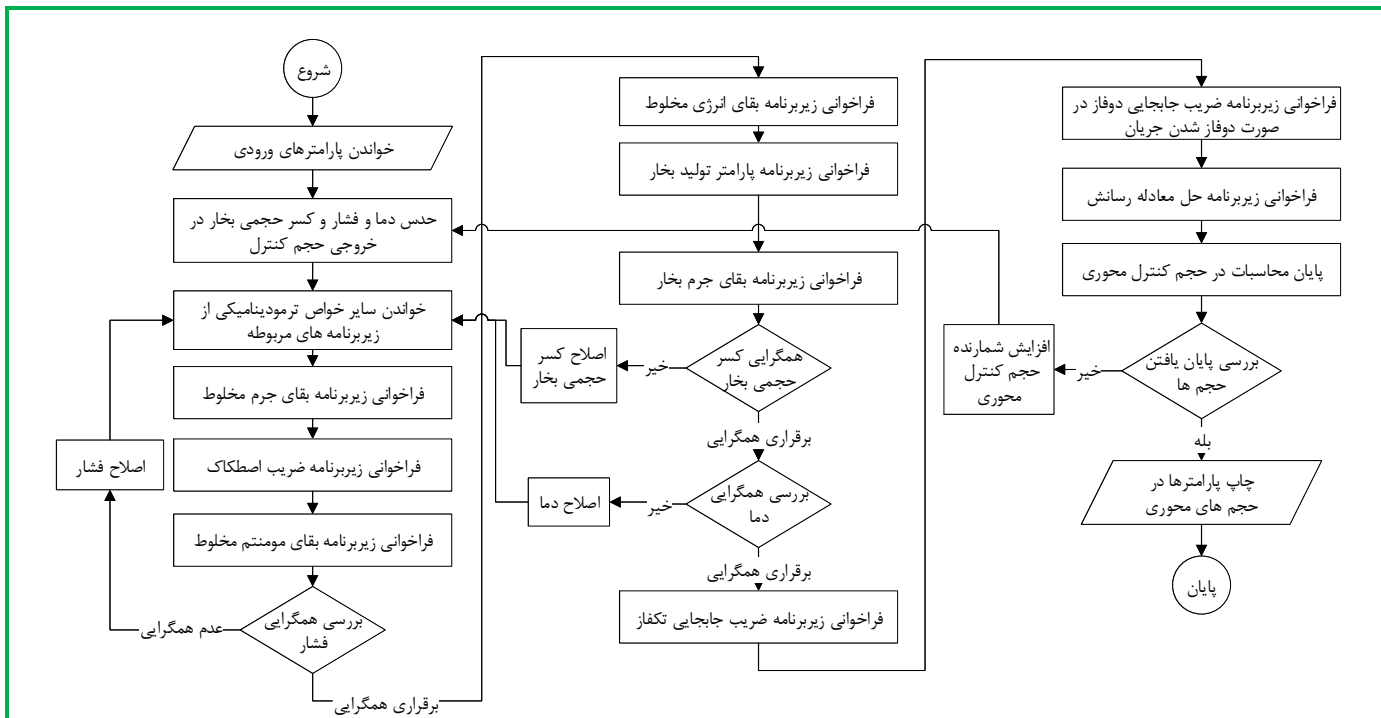 شروع
خواندن پارامترهای ورودی
حدس دما و فشار و کسر حجمی بخار در
خروجی حجم کنترل
خواندن سایر خواص ترمودینامیکی از
زیربرنامه های مربوطه
فراخوانی زیربرنامه بقای جرم مخلوط
فراخوانی زیربرنامه ضریب اصطکاک
فراخوانی زیربرنامه بقای مومنتم مخلوط
بررسی همگرایی
فشار
عدم همگرایی
اصلاح فشار
برقراری همگرایی
فراخوانی زیربرنامه بقای انرژی مخلوط
فراخوانی زیربرنامه پارامتر تولید بخار
فراخوانی زیربرنامه بقای جرم بخار
همگرایی کسر
حجمی بخار
خیر
اصلاح کسر
حجمی بخار
برقراری همگرایی
بررسی همگرایی
دما
خیر
اصلاح دما
برقراری همگرایی
فراخوانی زیربرنامه ضریب جابجایی تکفاز
فراخوانی زیربرنامه ضریب جابجایی دوفاز در
صورت دوفاز شدن جریان
فراخوانی زیربرنامه حل معادله رسانش
پایان محاسبات در حجم کنترل محوری
بررسی پایان یافتن
حجم ها
خیر
افزایش شمارنده
حجم کنترل
محوری
بله
چاپ پارامترها در
حجم های محوری
پایان